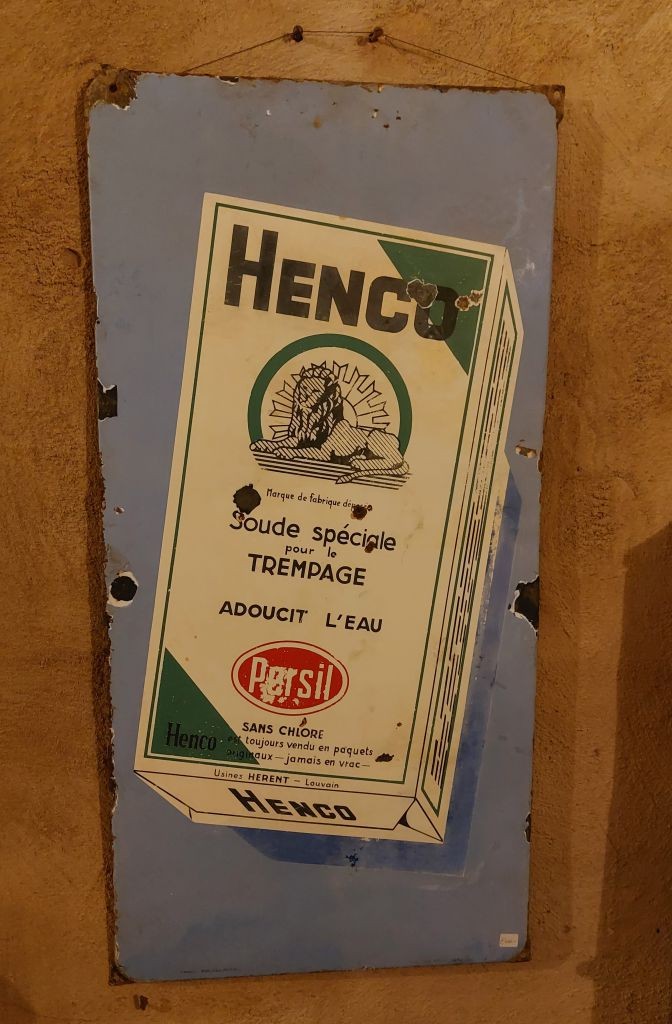 HENCO
Marque de fabrique
Soude spéciale
pour le
TREMPAGE
ADOUCIT L'EAU
Persil
SANS CHLORE
Henco est toujours vendu en paquets
originaux — jamais en vrac —
Usines HERENT — Louvain
HENCO